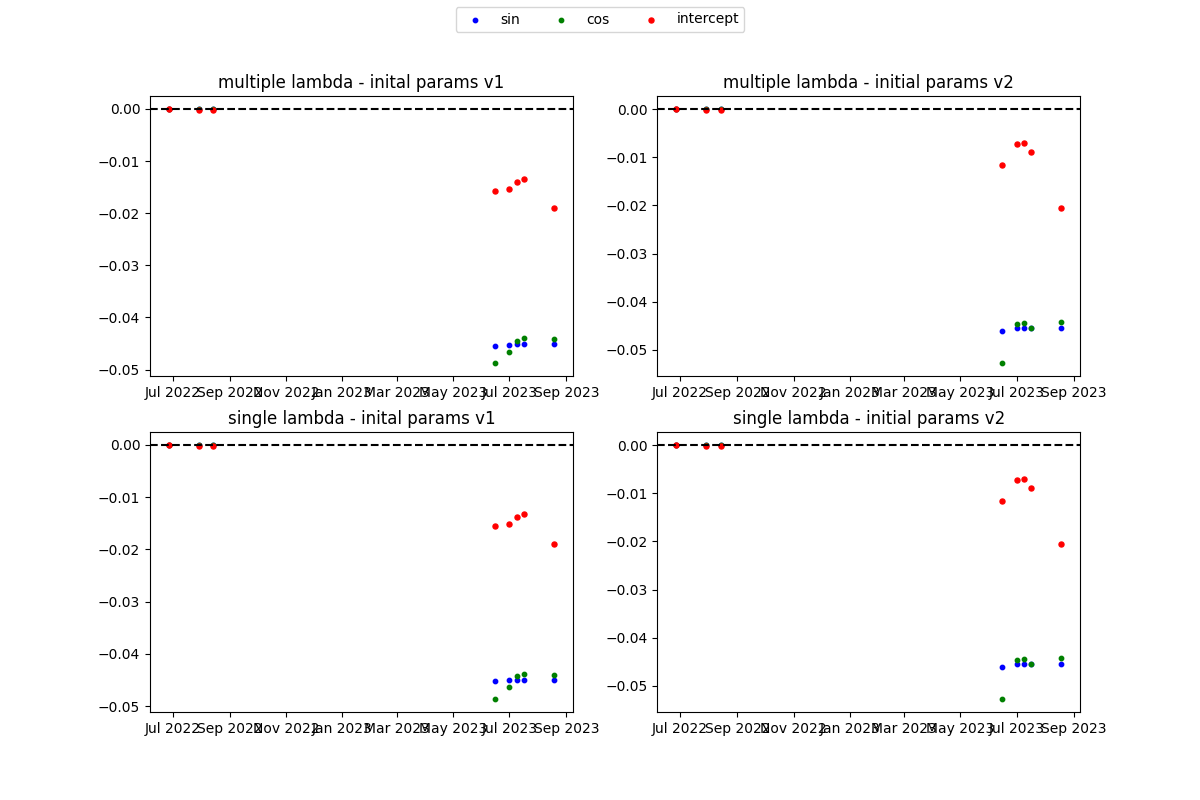 sin cos intercept
multiple lambda - inital params v1
0.00
−0.01
−0.02
−0.03
−0.04
−0.05
Jul 2022 Sep 2022 Nov 2022 Jan 2023 Mar 2023 May 2023 Jul 2023 Sep 2023
multiple lambda - initial params v2
0.00
−0.01
−0.02
−0.03
−0.04
−0.05
Jul 2022 Sep 2022 Nov 2022 Jan 2023 Mar 2023 May 2023 Jul 2023 Sep 2023
single lambda - inital params v1
0.00
−0.01
−0.02
−0.03
−0.04
−0.05
Jul 2022 Sep 2022 Nov 2022 Jan 2023 Mar 2023 May 2023 Jul 2023 Sep 2023
single lambda - initial params v2
0.00
−0.01
−0.02
−0.03
−0.04
−0.05
Jul 2022 Sep 2022 Nov 2022 Jan 2023 Mar 2023 May 2023 Jul 2023 Sep 2023